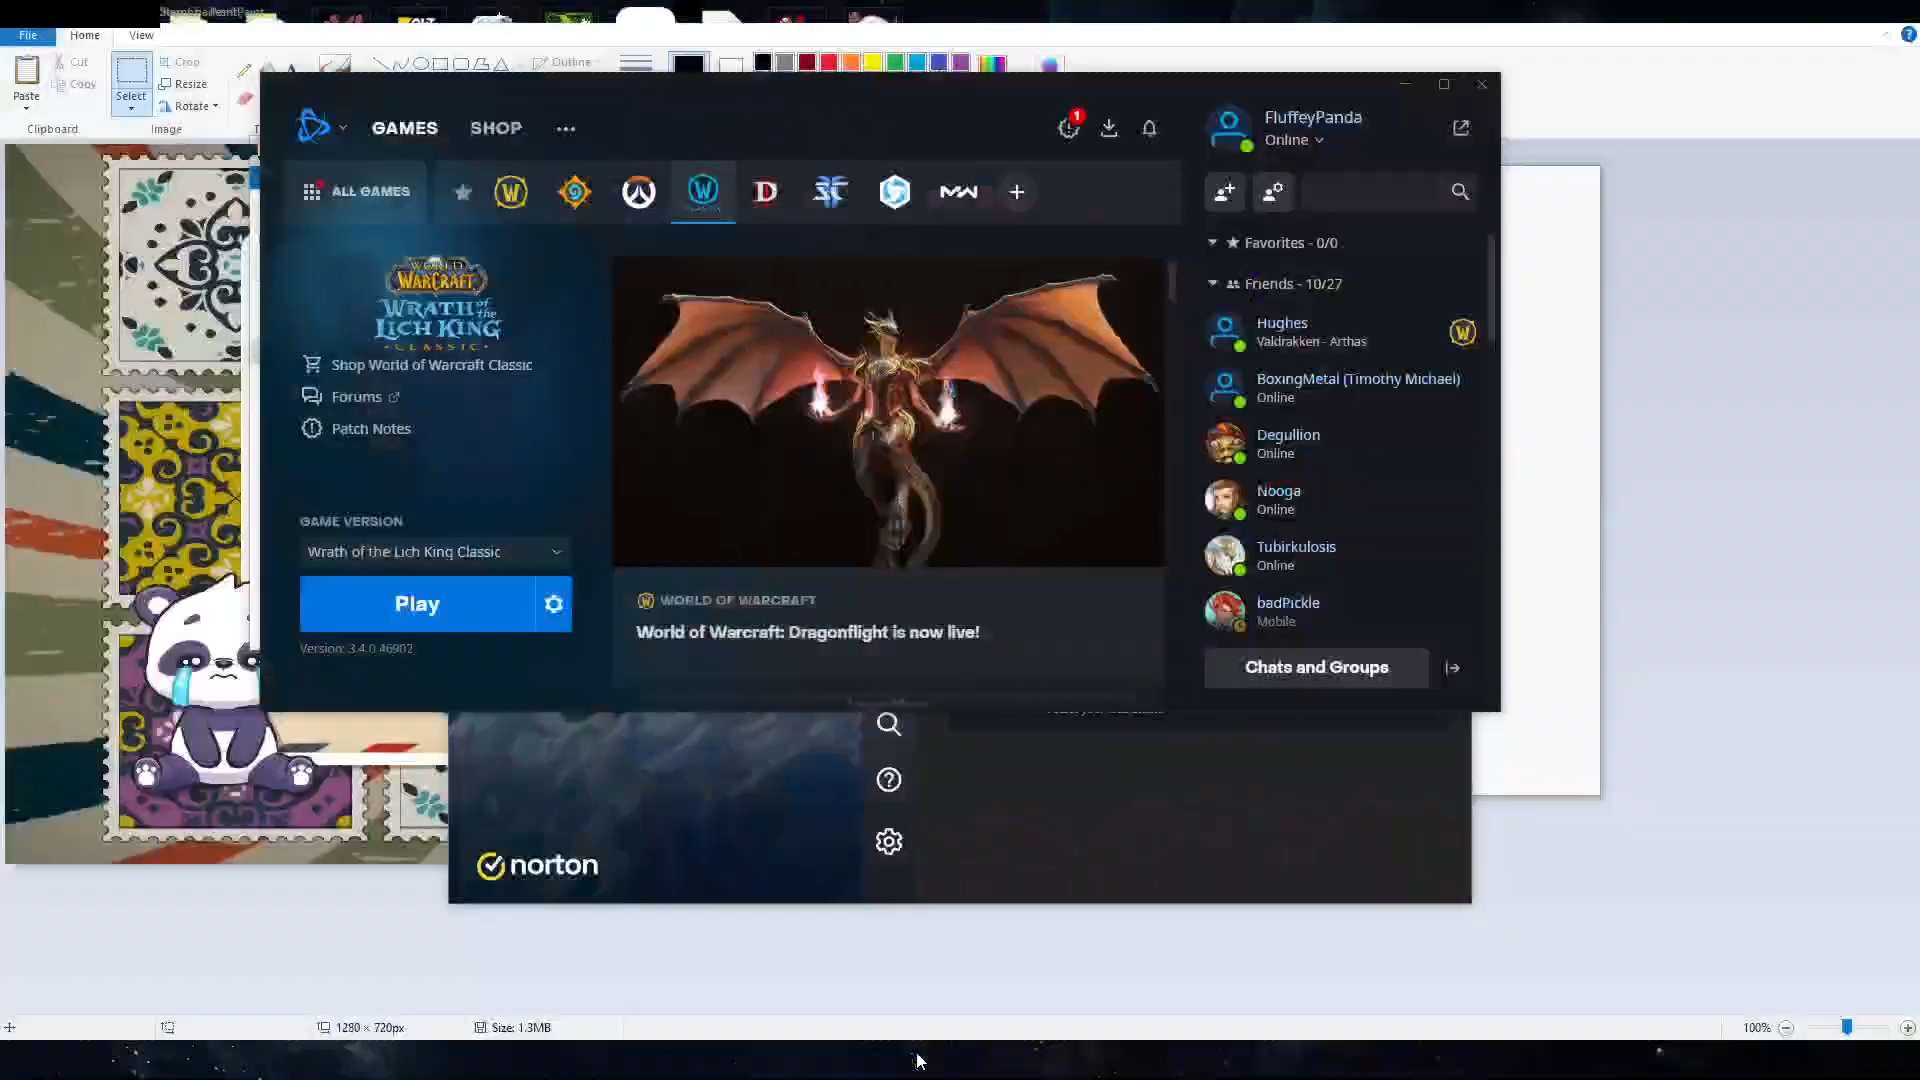 File
Home
View
Paste
Cut
Copy
Clipboard
Select
Crop
Resize
Rotate
Image
Outline
GAMES
SHOP
1
FluffeyPanda
Online
ALL GAMES
Favorites - 0/0
Friends - 10/27
Hughes
Valdrakken - Arthas
BoxingMetal (Timothy Michael)
Online
Degullion
Online
Nooga
Online
Tubirkulosis
Online
badPickle
Mobile
Chats and Groups
WORLD OF
WARCRAFT
WRATH of the
LICH KING
CLASSIC
Shop World of Warcraft Classic
Forums
Patch Notes
GAME VERSION
Wrath of the Lich King Classic
Play
Version: 3.4.0.46902
WORLD OF WARCRAFT
World of Warcraft: Dragonflight is now live!
norton
1280 × 720px
Size: 1.3MB
100%